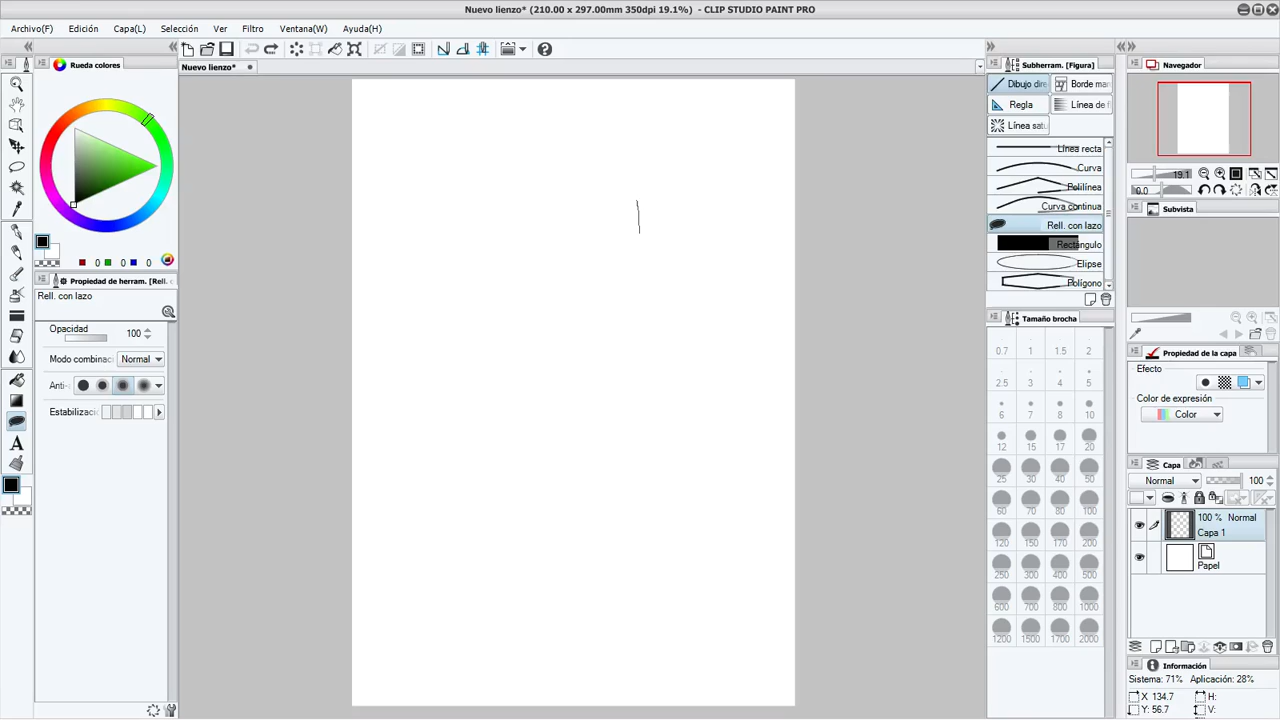 Nuevo lienzo* (210.00 x 297.00mm 350dpi 19.1%) - CLIP STUDIO PAINT PRO
Archivo(F) Edición Capa(L) Selección Ver Filtro Ventana(W) Ayuda(H)
Nuevo lienzo*
Rueda colores
0 0 0
Propiedad de herram. [Rell. c
Rell. con lazo
Opacidad 100
Modo combinac Normal
Anti-
Estabilizaci
A
Subherram. [Figura]
Dibujo dire Borde mar
Regla Línea de f
Línea satu
Línea recta
Curva
Polilínea
Curva continua
Rell. con lazo
Rectángulo
Elipse
Polígono
Tamaño brocha
0.7 1 1.5 2
2.5 3 4 5
6 7 8 10
12 15 17 20
25 30 40 50
60 70 80 100
120 150 170 200
250 300 400 500
600 700 800 1000
1200 1500 1700 2000
Navegador
19.1
0.0
Subvista
Propiedad de la capa
Efecto
Color de expresión
Color
Capa
Normal 100
100 % Normal
Capa 1
Papel
Información
Sistema: 71% Aplicación: 28%
X 134.7 H:
Y: 56.7 V: